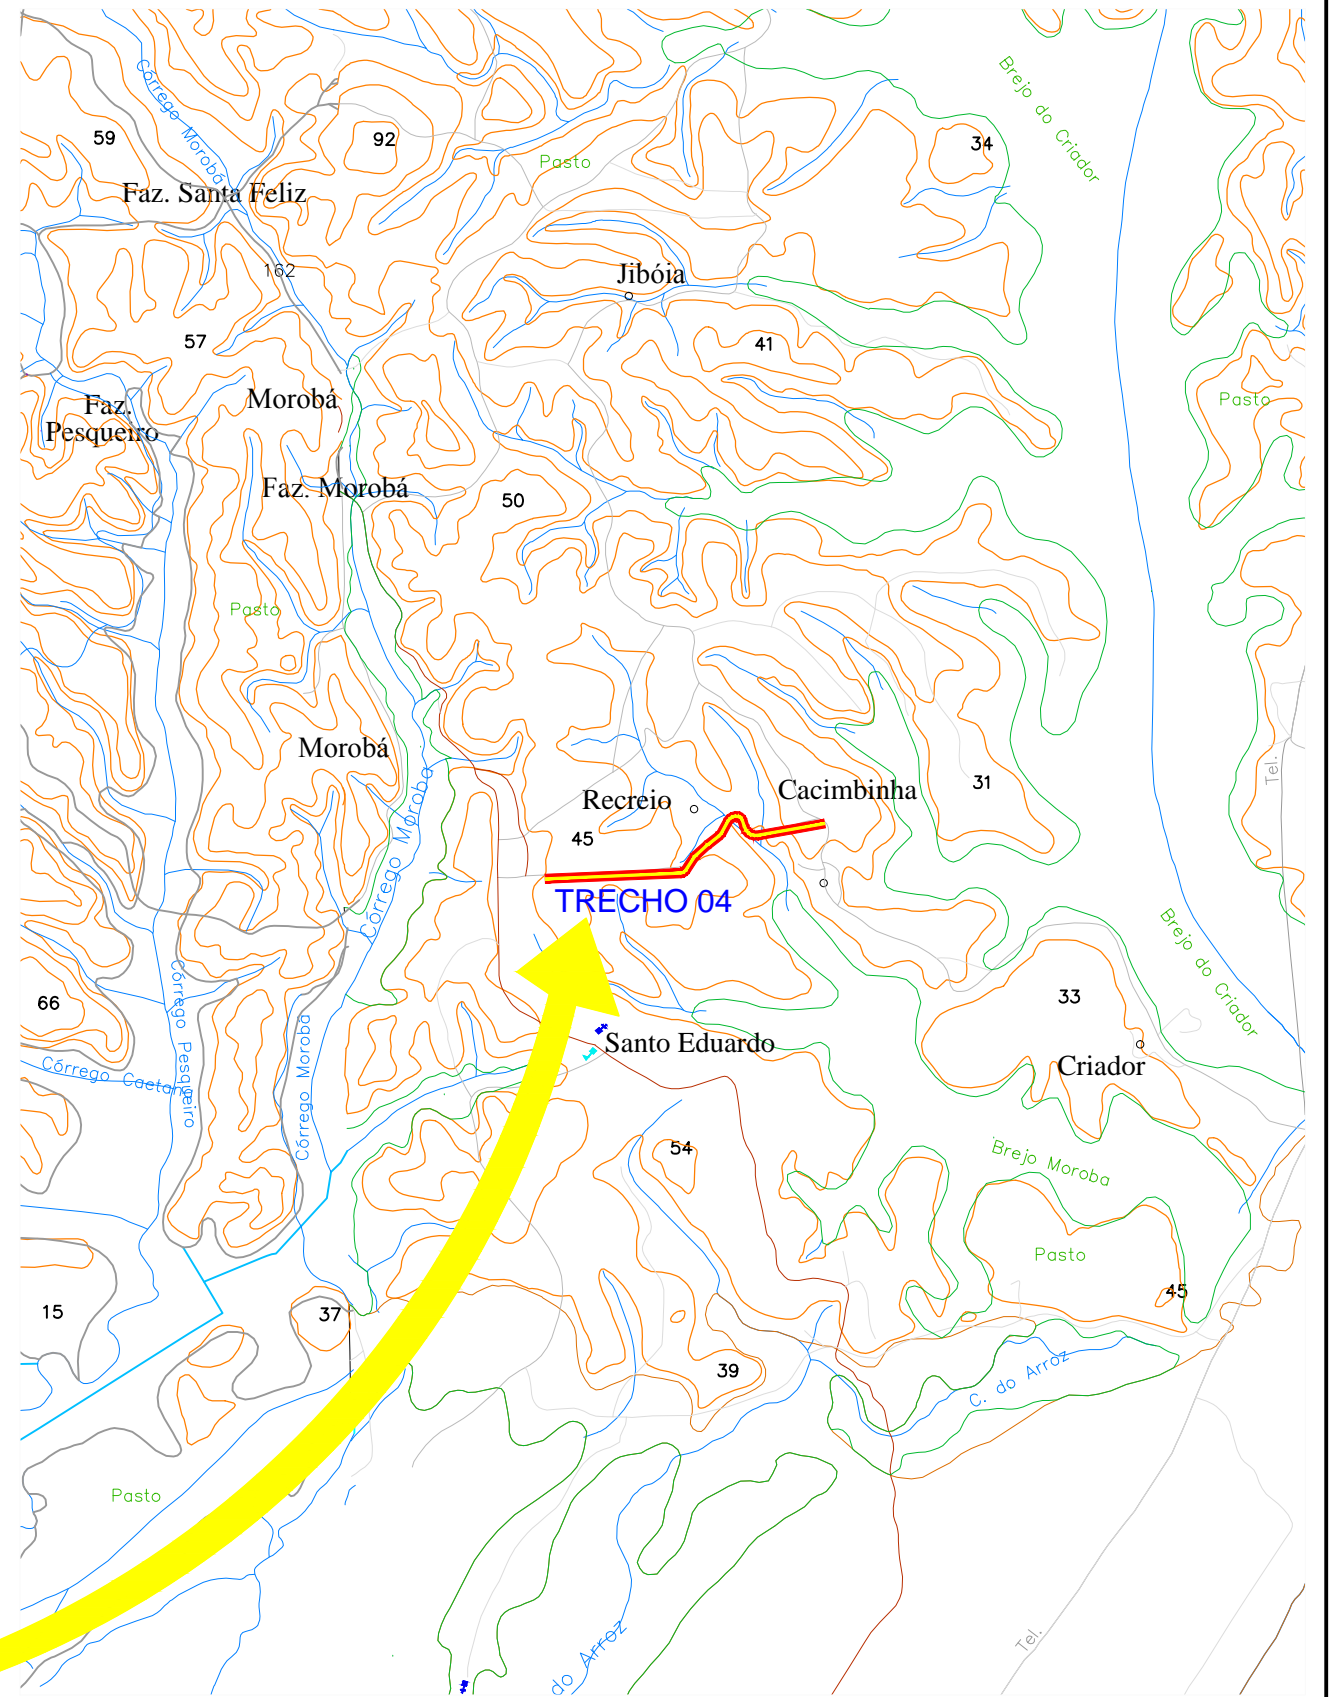 Brejo do Criador
Córrego Morobá
59
92
34
Pasto
Faz. Santa Feliz
162
Jibóia
57
41
Morobá
Pasto
Faz.
Pesqueiro
Faz. Morobá
50
Pasto
Morobá
Tel.
31
Cacimbinha
Recreio
45
Córrego Moroba
TRECHO 04
Brejo do Criador
33
66
Córrego Pesqueiro
Córrego Morobá
Santo Eduardo
Criador
Córrego Caetano
54
Brejo Moroba
Pasto
45
15
37
39
C. do Arroz
Pasto
Tel.
do Arroz